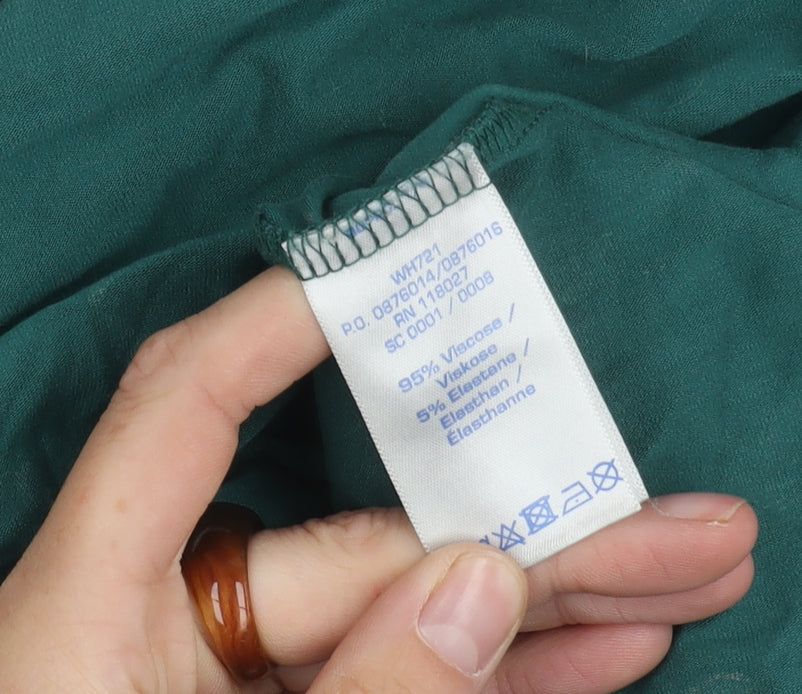 WH721
P.O. 0876014/0876016
RN 118027
SC 0001 / 0008
95% Viscose /
Viskose
5% Elastane /
Elasthan /
Élasthanne